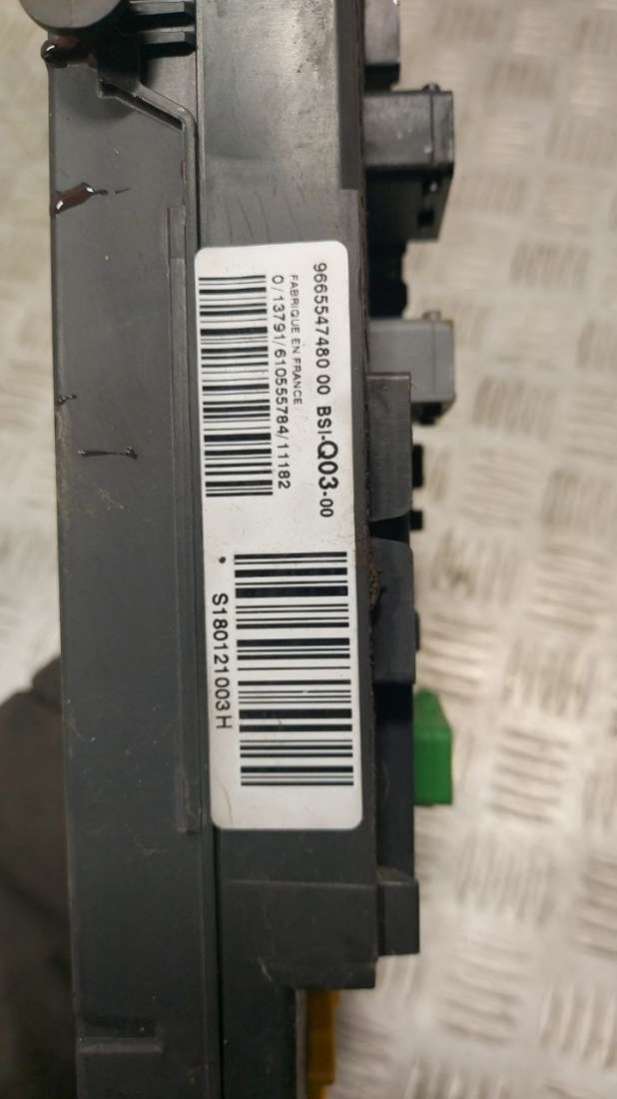 9665547480 00 BSI-Q03-00
FABRIQUE EN FRANCE
0/13791/610555784/11182
S180121003H